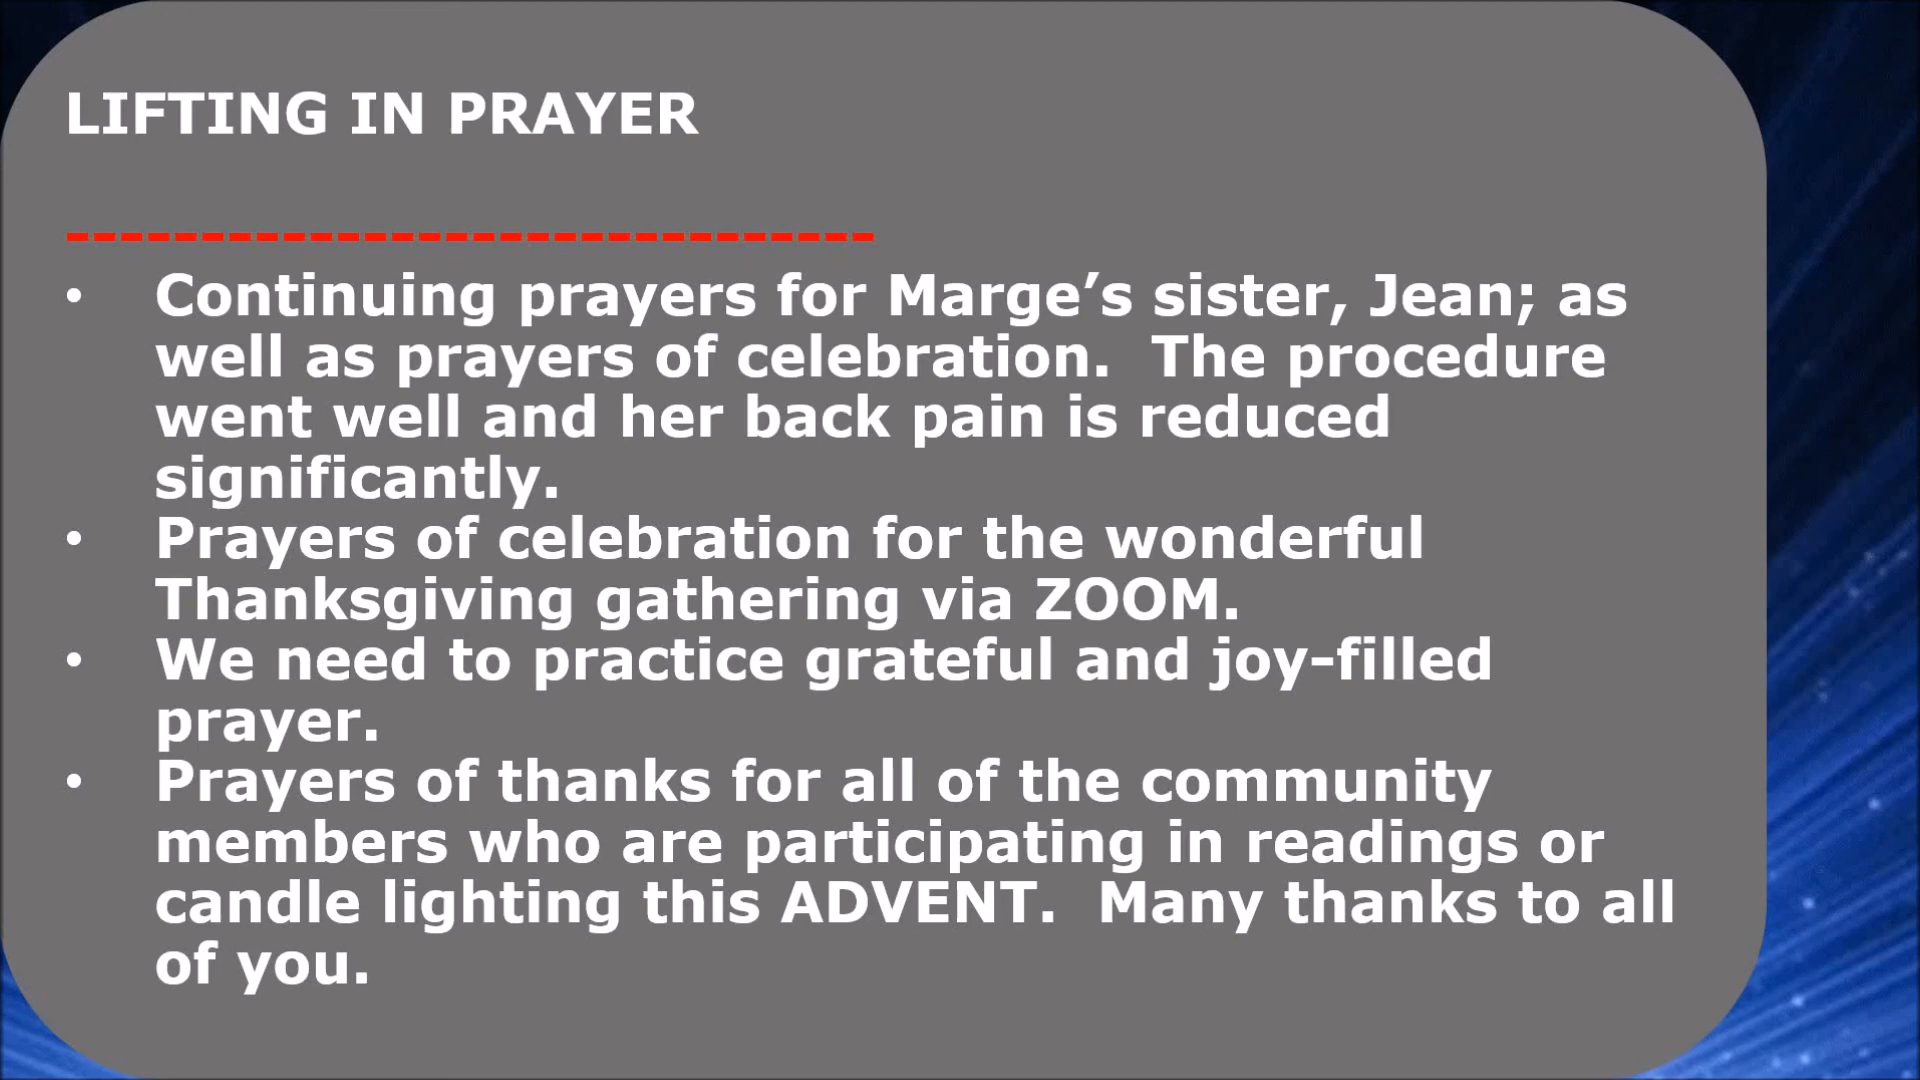 LIFTING IN PRAYER
------------------------------
• Continuing prayers for Marge’s sister, Jean; as
well as prayers of celebration.  The procedure
went well and her back pain is reduced
significantly.
• Prayers of celebration for the wonderful
Thanksgiving gathering via ZOOM.
• We need to practice grateful and joy-filled
prayer.
• Prayers of thanks for all of the community
members who are participating in readings or
candle lighting this ADVENT.  Many thanks to all
of you.